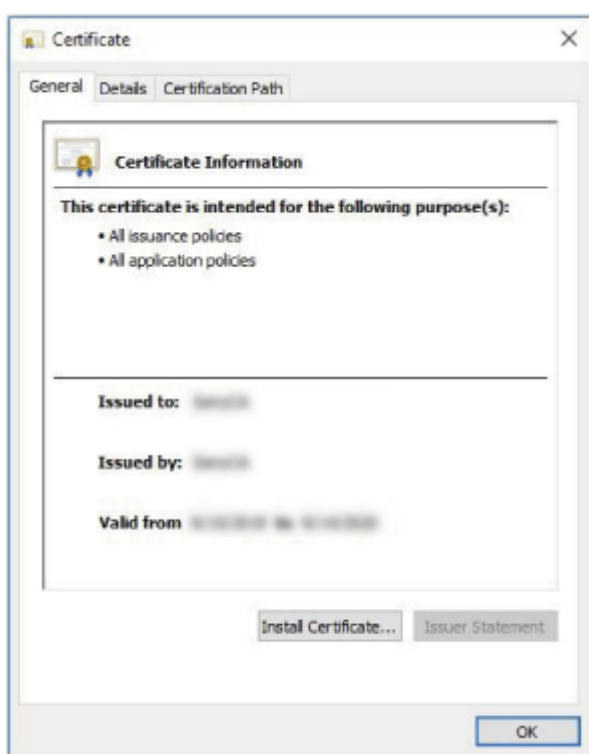 Certificate
General Details Certification Path
Certificate Information
This certificate is intended for the following purpose(s):
• All issuance policies
• All application policies
Issued to:
Issued by:
Valid from
Install Certificate... Issuer Statement
OK